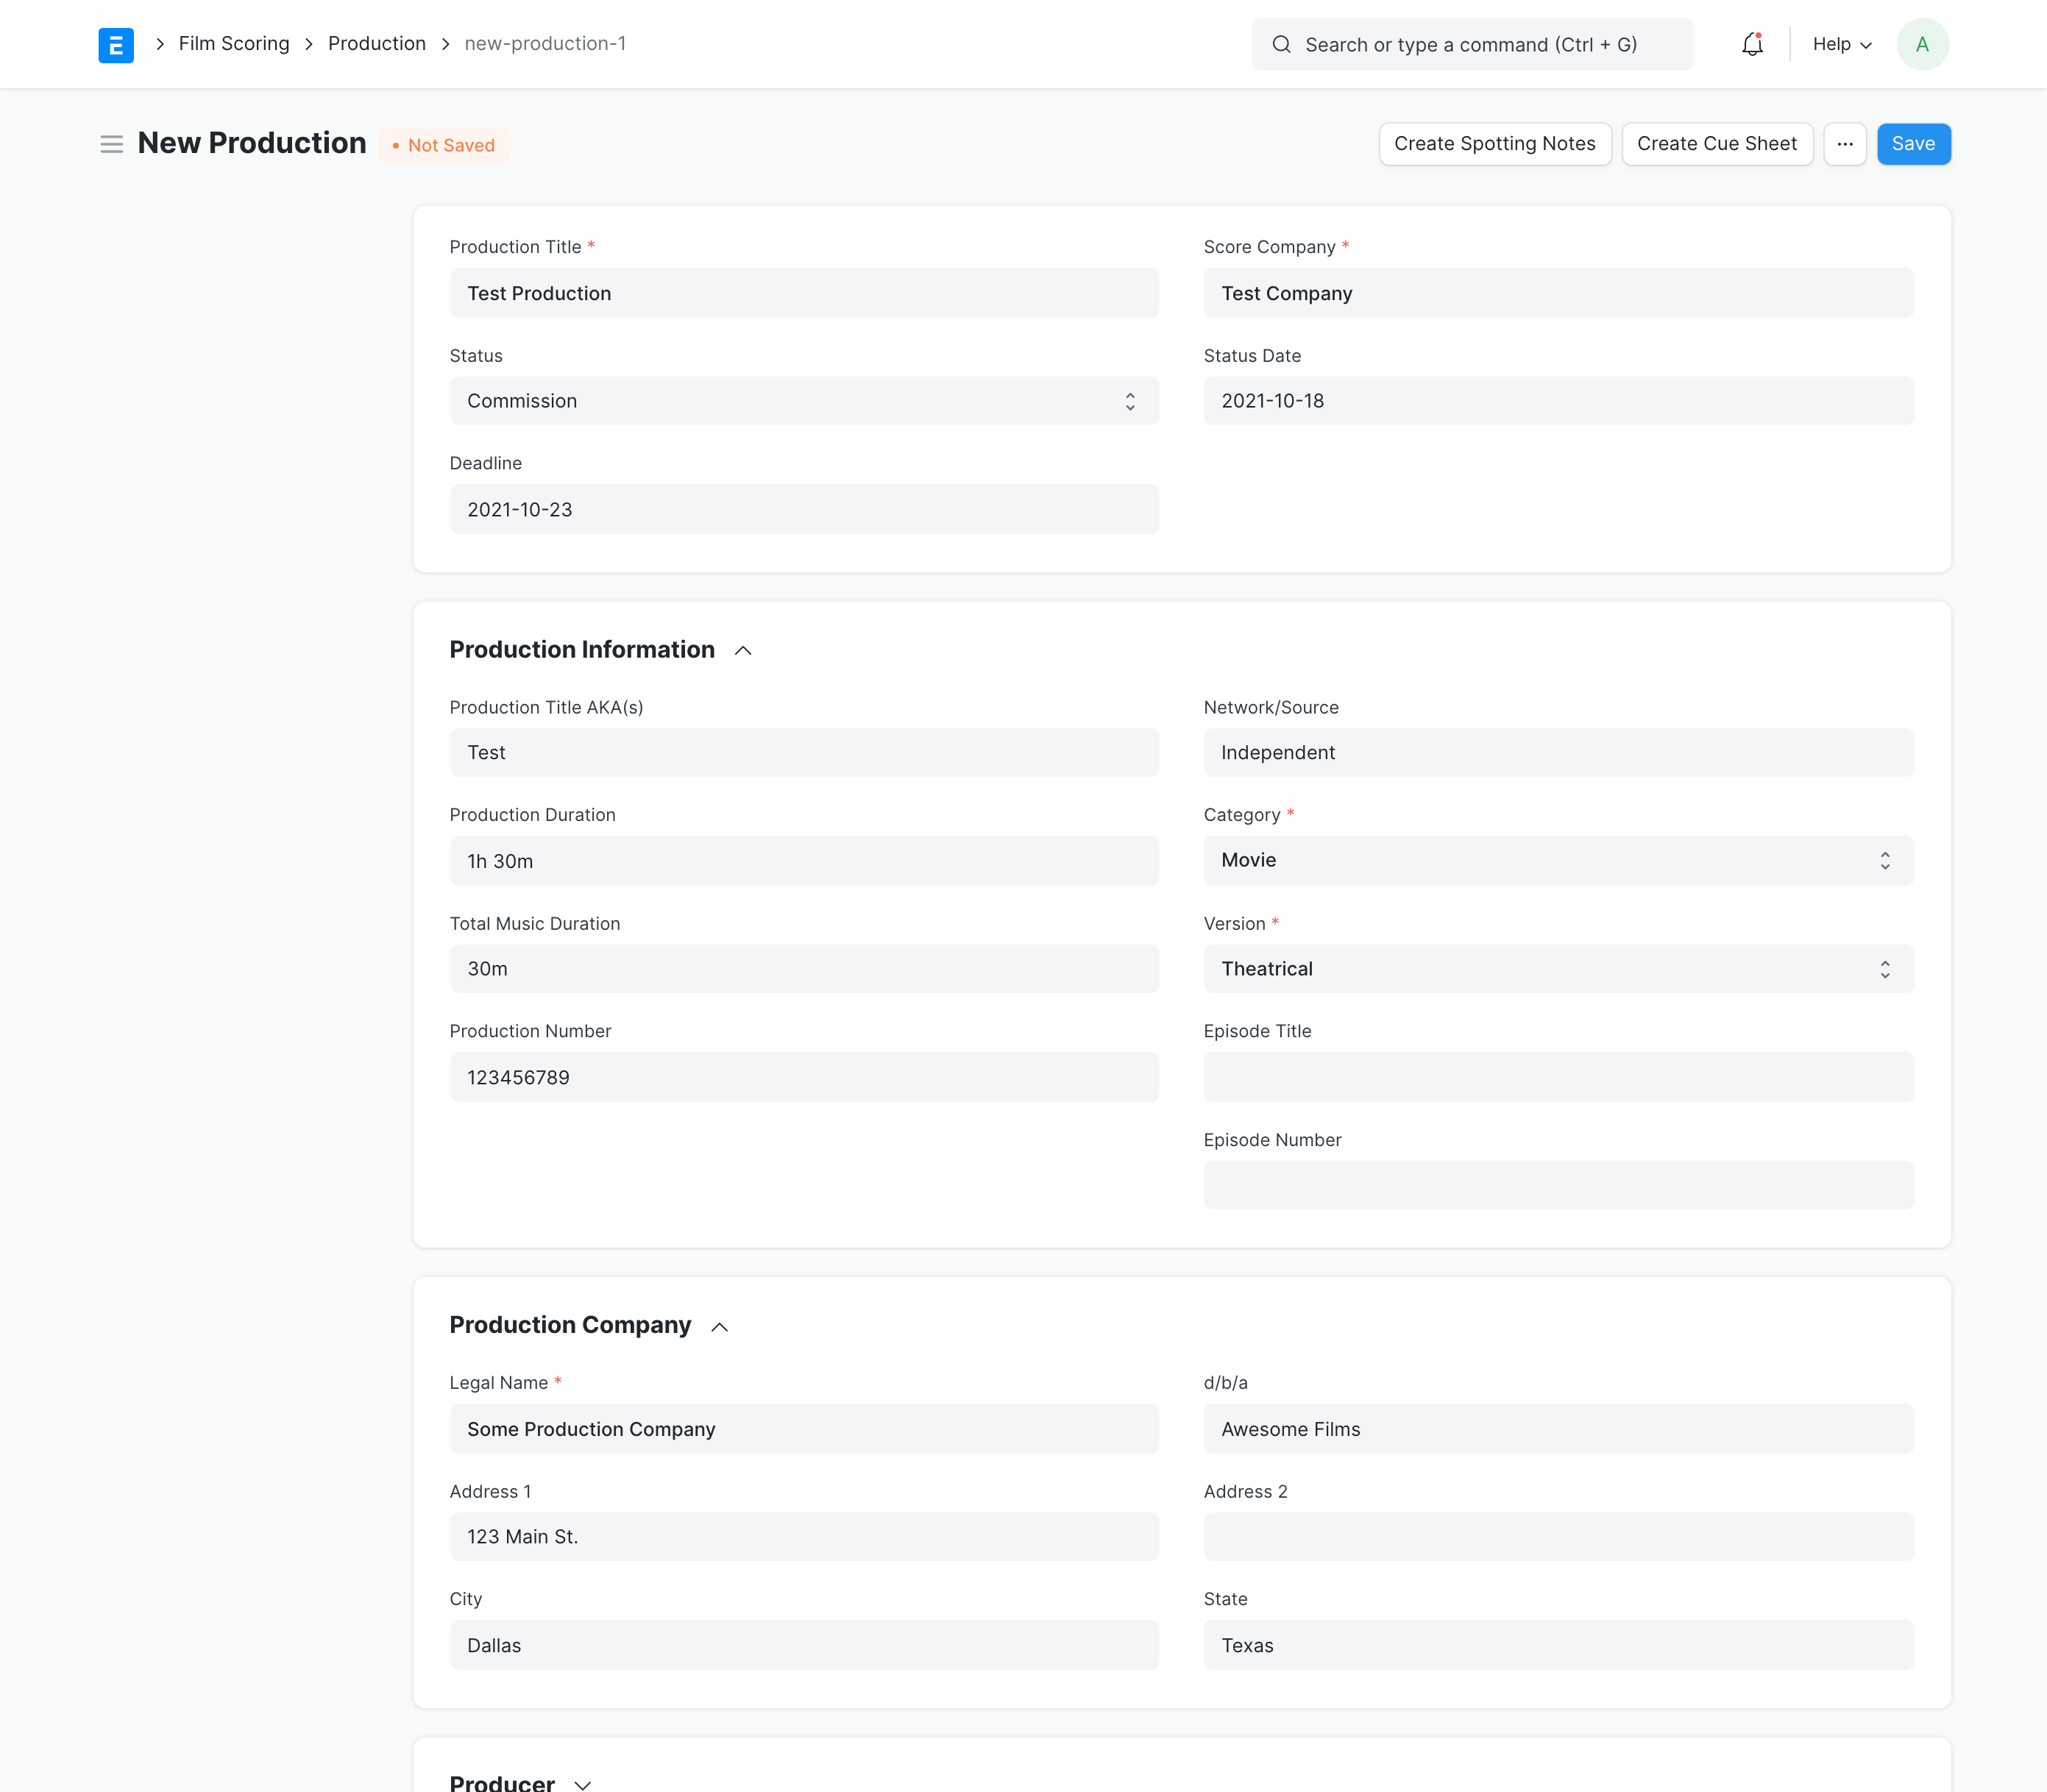 E > Film Scoring > Production > new-production-1
Search or type a command (Ctrl + G)
Help
A
New Production
• Not Saved
Create Spotting Notes
Create Cue Sheet
···
Save
Production Title *
Test Production
Score Company *
Test Company
Status
Commission
Status Date
2021-10-18
Deadline
2021-10-23
Production Information
Production Title AKA(s)
Test
Network/Source
Independent
Production Duration
1h 30m
Category *
Movie
Total Music Duration
30m
Version *
Theatrical
Production Number
123456789
Episode Title
Episode Number
Production Company
Legal Name *
Some Production Company
d/b/a
Awesome Films
Address 1
123 Main St.
Address 2
City
Dallas
State
Texas
Producer